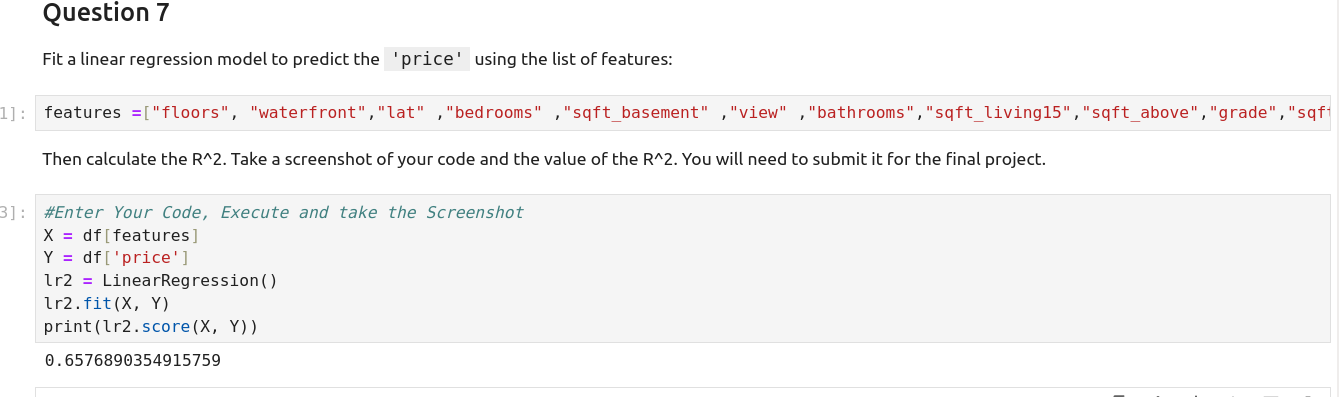 Question 7
Fit a linear regression model to predict the 'price' using the list of features:
1]: features =["floors", "waterfront","lat" ,"bedrooms" ,"sqft_basement" ,"view" ,"bathrooms","sqft_living15","sqft_above","grade","sqft
Then calculate the R^2. Take a screenshot of your code and the value of the R^2. You will need to submit it for the final project.
3]: #Enter Your Code, Execute and take the Screenshot
X = df[features]
Y = df['price']
lr2 = LinearRegression()
lr2.fit(X, Y)
print(lr2.score(X, Y))
0.6576890354915759